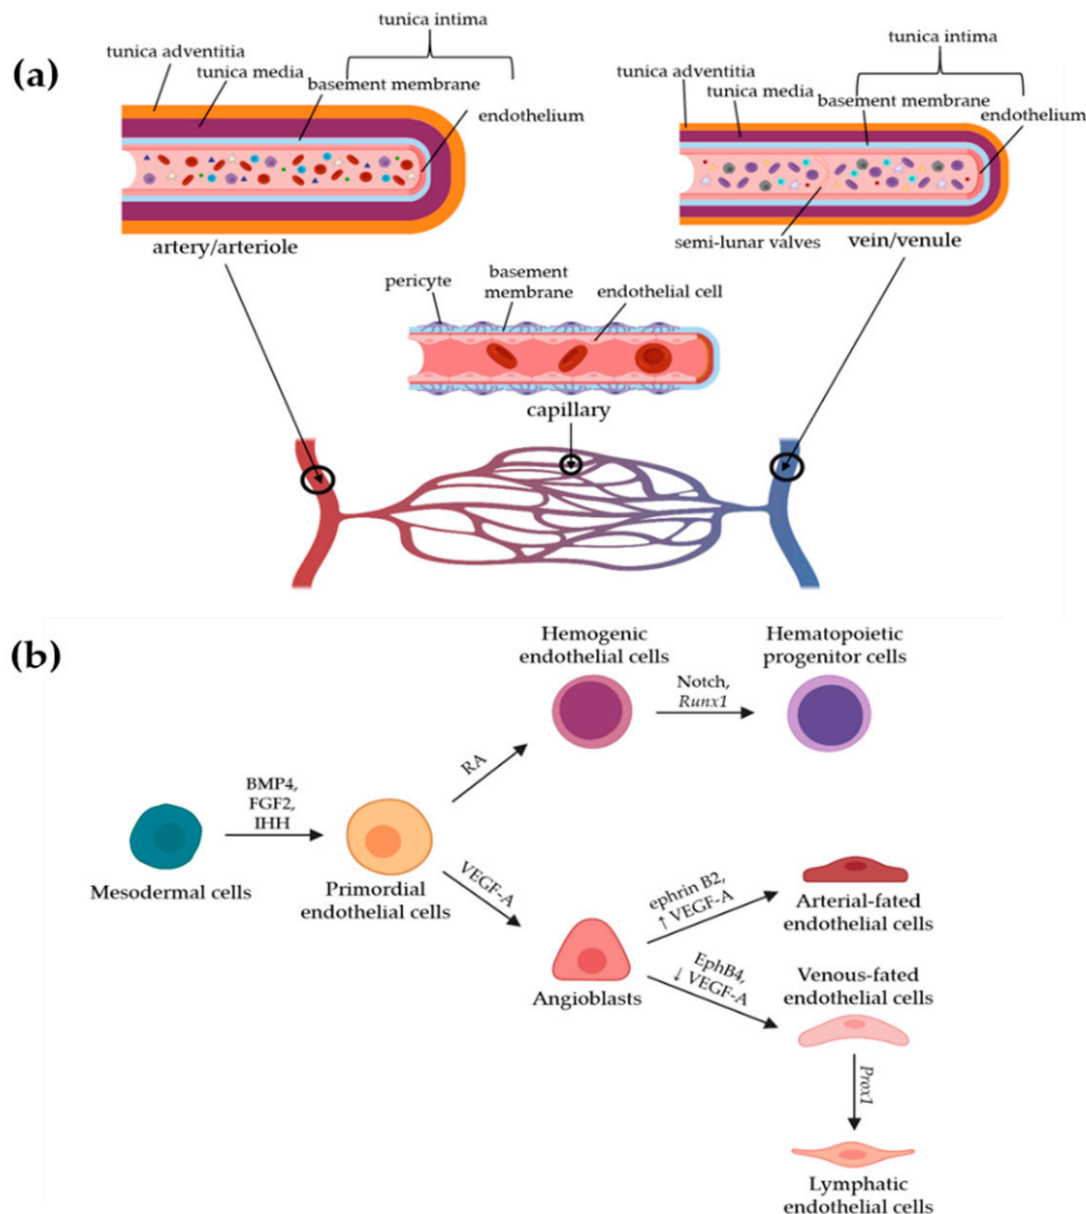 (a)
tunica intima
tunica adventitia
tunica media
basement membrane
endothelium
artery/arteriole
tunica intima
tunica adventitia
tunica media
basement membrane
endothelium
semi-lunar valves
vein/venule
pericyte
basement
membrane
endothelial cell
capillary
(b)
Hemogenic
endothelial cells
Notch,
Runx1
Hematopoietic
progenitor cells
RA
BMP4,
FGF2,
IHH
Mesodermal cells
Primordial
endothelial cells
VEGF-A
Angioblasts
ephrin B2,
↑ VEGF-A
Arterial-fated
endothelial cells
EphB4,
↓ VEGF-A
Venous-fated
endothelial cells
Prox1
Lymphatic
endothelial cells